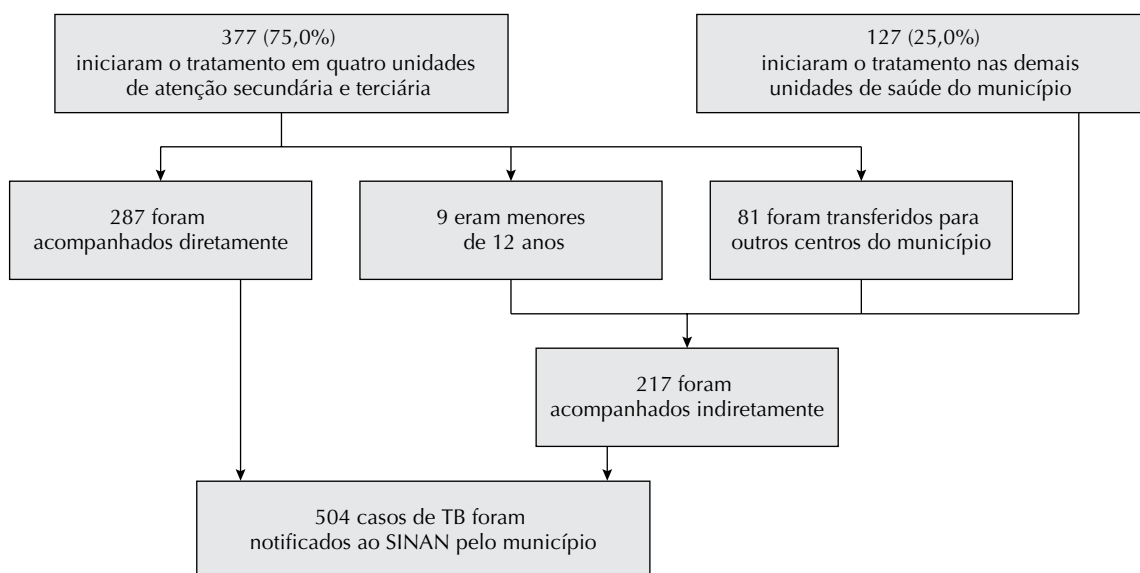 377 (75,0%)
iniciaram o tratamento em quatro unidades
de atenção secundária e terciária
127 (25,0%)
iniciaram o tratamento nas demais
unidades de saúde do município
287 foram
acompanhados diretamente
9 eram menores
de 12 anos
81 foram transferidos para
outros centros do município
217 foram
acompanhados indiretamente
504 casos de TB foram
notificados ao SINAN pelo município